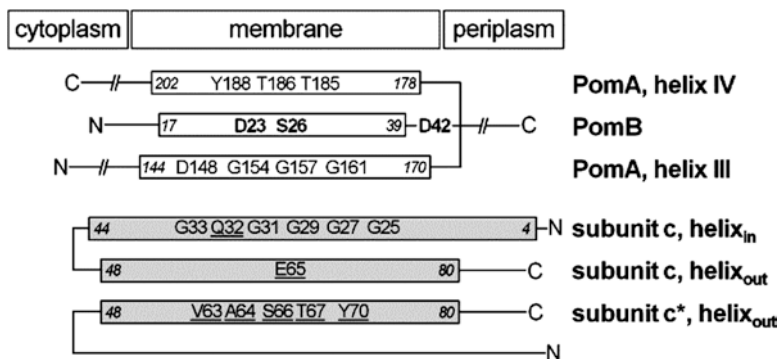 cytoplasm membrane periplasm
C 202 Y188 T186 T185 178 PomA, helix IV
N 17 D23 S26 39 D42 C PomB
N 144 D148 G154 G157 G161 170 PomA, helix III
44 G33 Q32 G31 G29 G27 G25 4 N subunit c, helixin
48 E65 80 C subunit c, helixout
48 V63 A64 S66 T67 Y70 80 C subunit c*, helixout
N